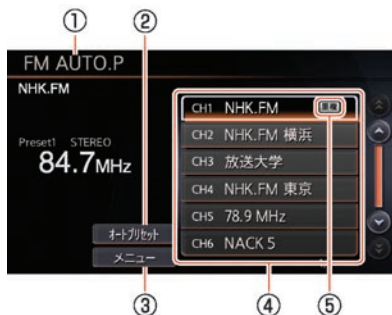 ① ②
FM AUTO.P
NHK.FM
Preset1 STEREO
84.7MHz
オートプリセット
メニュー
CH1 NHK.FM 重複
CH2 NHK.FM 横浜
CH3 放送大学
CH4 NHK.FM 東京
CH5 78.9 MHz
CH6 NACK 5
③ ④ ⑤